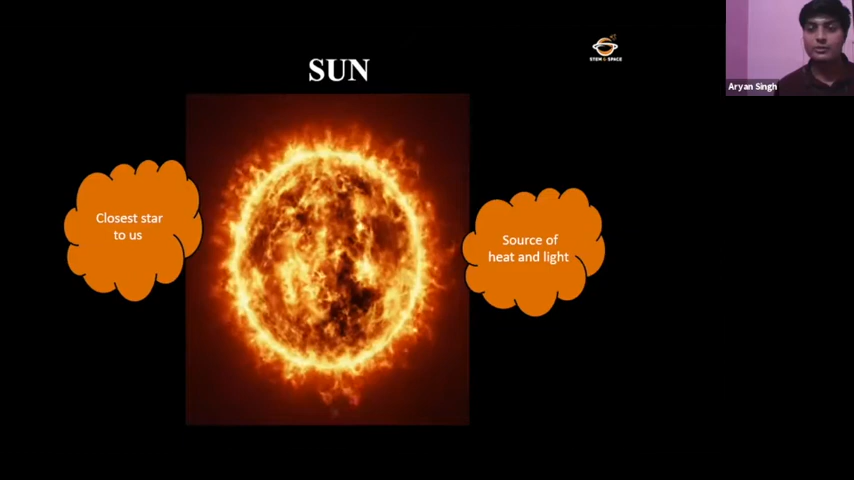 STEM & SPACE
SUN
Aryan Singh
Closest star
to us
Source of
heat and light